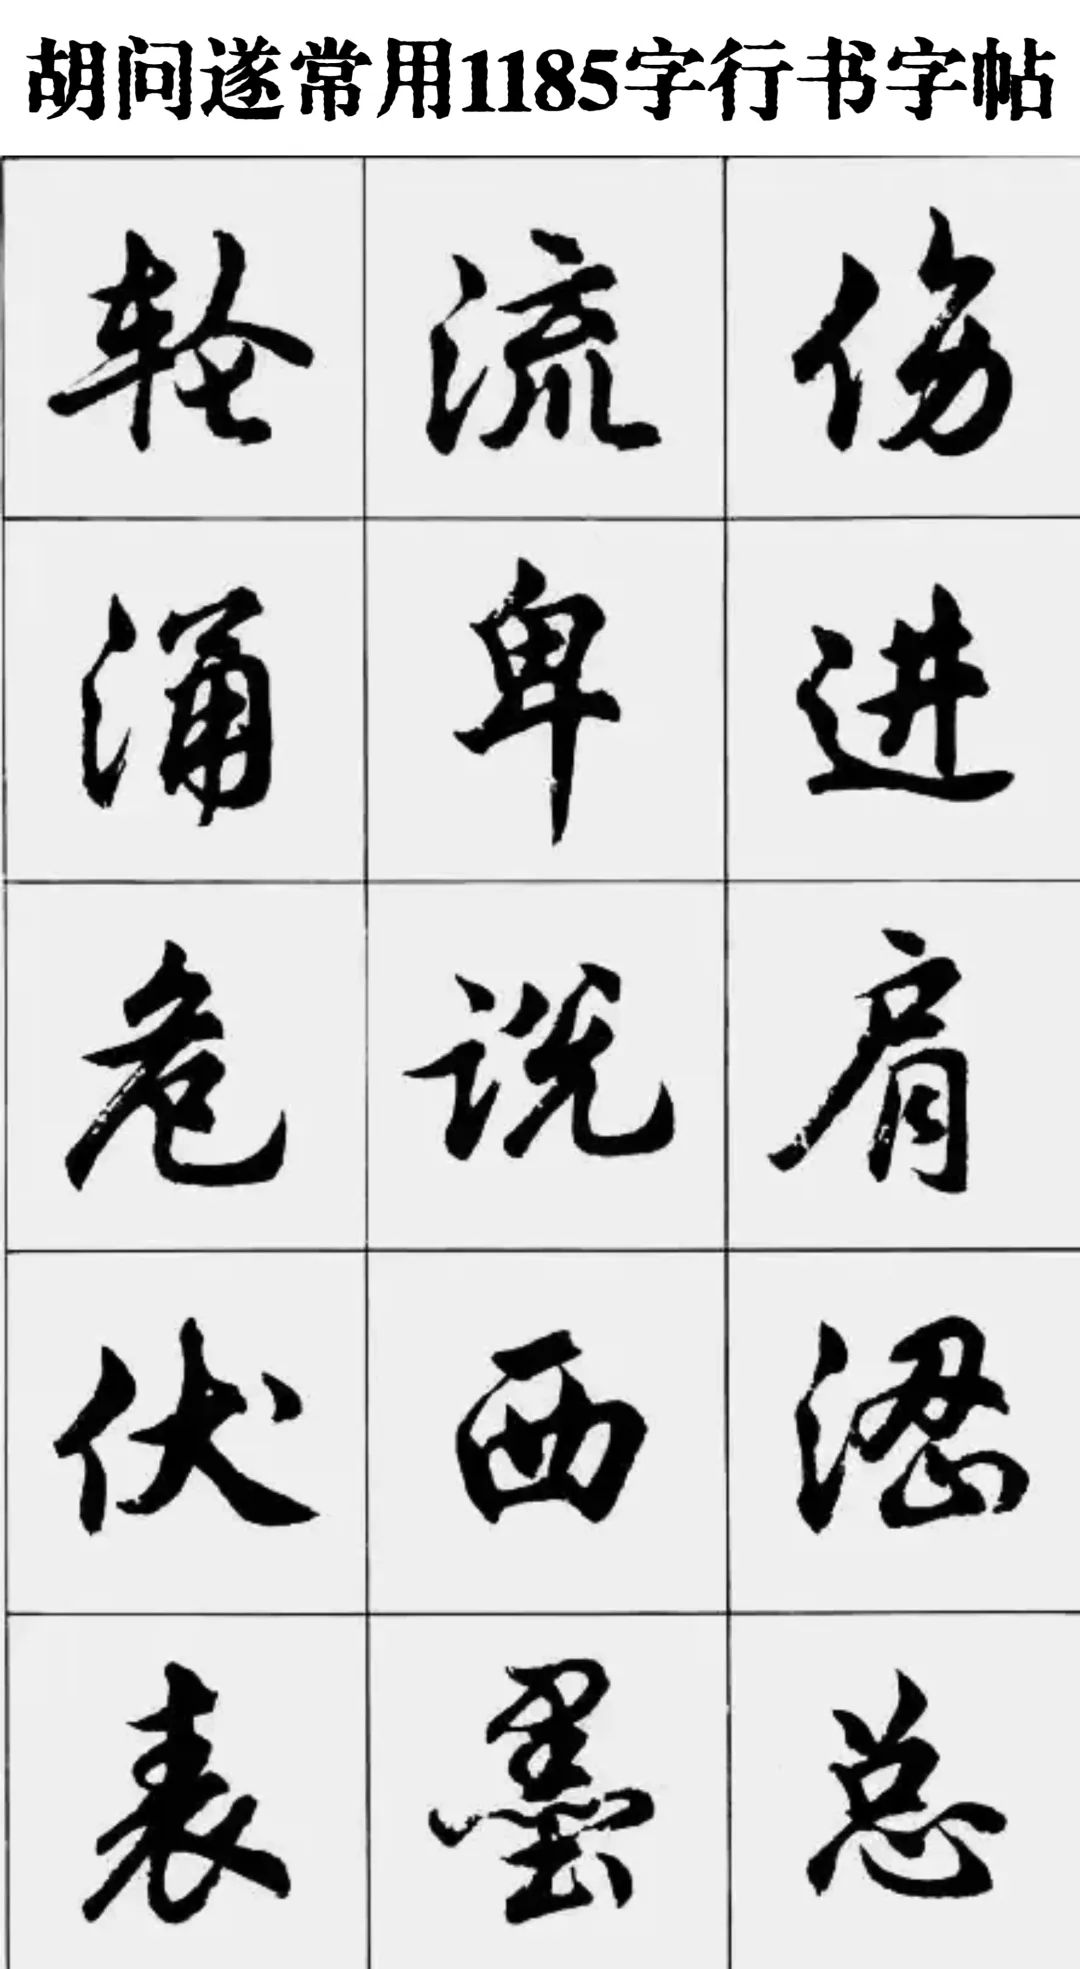 胡问遂常用1185字行书字帖
轮 流 伤
涌 卑 进
危 说 肩
伏 西
表 墨 总